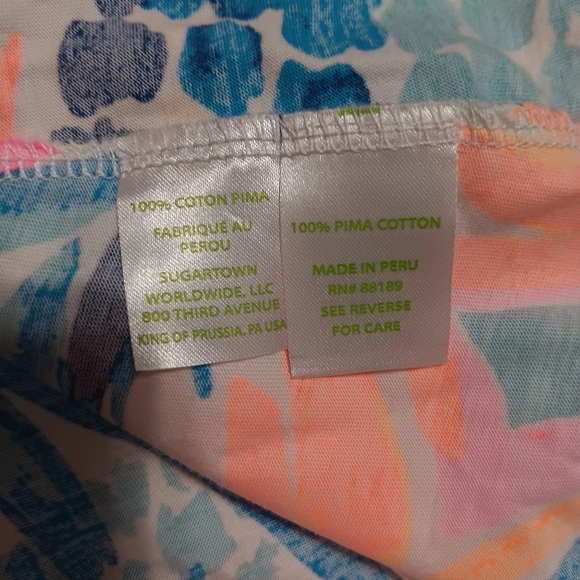 100% COTON PIMA
FABRIQUÉ AU
PEROU
SUGARTOWN
WORLDWIDE, LLC
800 THIRD AVENUE
KING OF PRUSSIA, PA USA
100% PIMA COTTON
MADE IN PERU
RN# 88189
SEE REVERSE
FOR CARE